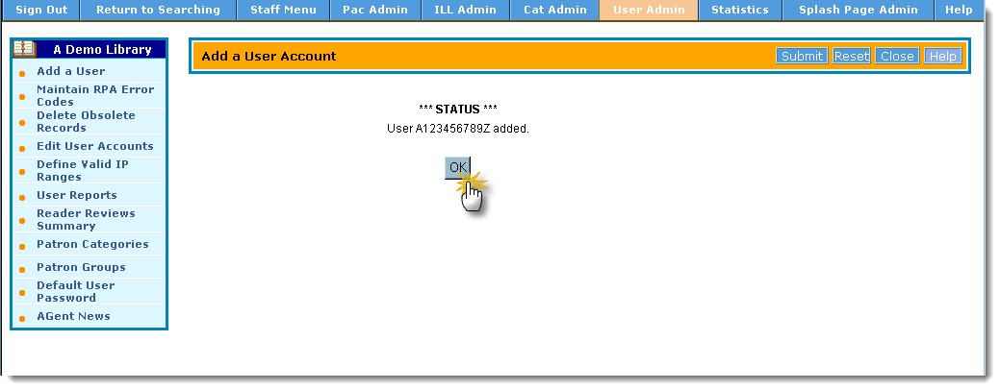 Sign Out Return to Searching Staff Menu Pac Admin ILL Admin Cat Admin User Admin Statistics Splash Page Admin Help
A Demo Library
Add a User
Maintain RPA Error
Codes
Delete Obsolete
Records
Edit User Accounts
Define Valid IP
Ranges
User Reports
Reader Reviews
Summary
Patron Categories
Patron Groups
Default User
Password
AGent News
Add a User Account Submit Reset Close Help
*** STATUS ***
User A123456789Z added.
OK